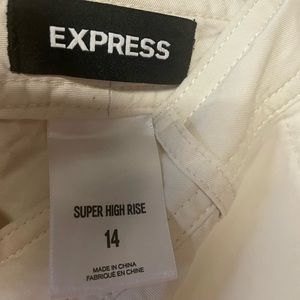 EXPRESS
SUPER HIGH RISE
14
MADE IN CHINA
FABRIQUÉ EN CHINE